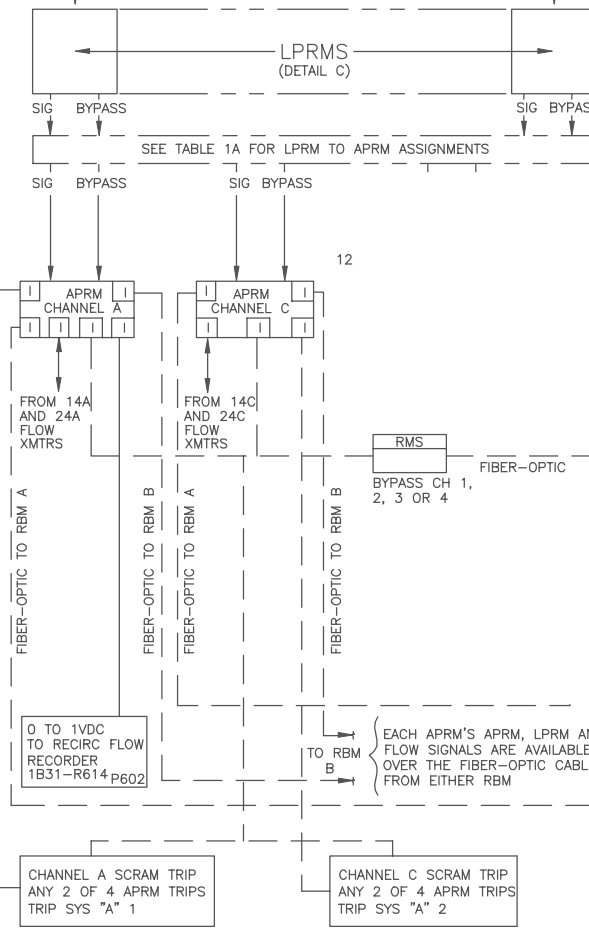 LPRMS
(DETAIL C)
SIG BYPASS
SIG
SEE TABLE 1A FOR LPRM TO APRM ASSIGNMENTS
SIG BYPASS
SIG BYPASS
12
I
I
APRM
CHANNEL A
I
I
I
I
I
I
APRM
CHANNEL C
I
I
I
FROM 14A
AND 24A
FLOW
XMTRS
FROM 14C
AND 24C
FLOW
XMTRS
RMS
BYPASS CH 1,
2, 3 OR 4
FIBER-OPTIC
FIBER-OPTIC TO RBM A
FIBER-OPTIC TO RBM B
FIBER-OPTIC TO RBM A
FIBER-OPTIC TO RBM B
0 TO 1VDC
TO RECIRC FLOW
RECORDER
1B31-R614 P602
TO RBM
B
EACH APRM'S APRM, LPRM
FLOW SIGNALS ARE AVAILABLE
OVER THE FIBER-OPTIC
FROM EITHER RBM
CHANNEL A SCRAM TRIP
ANY 2 OF 4 APRM TRIPS
TRIP SYS "A" 1
CHANNEL C SCRAM TRIP
ANY 2 OF 4 APRM TRIPS
TRIP SYS "A" 2